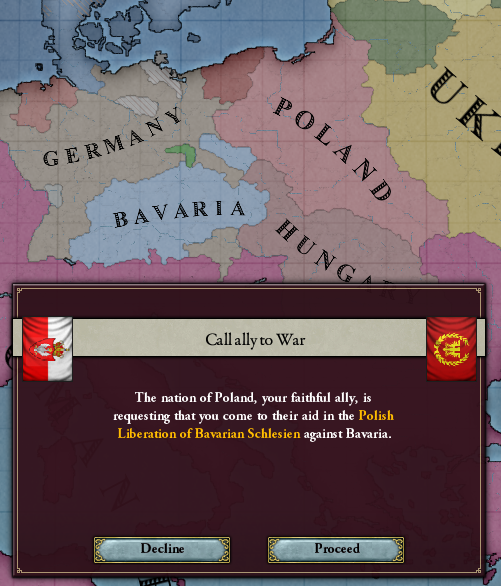 UK
GERMANY
POLAND
BAVARIA
HUNGA
Call ally to War
The nation of Poland, your faithful ally, is
requesting that you come to their aid in the Polish
Liberation of Bavarian Schlesien against Bavaria.
Decline
Proceed